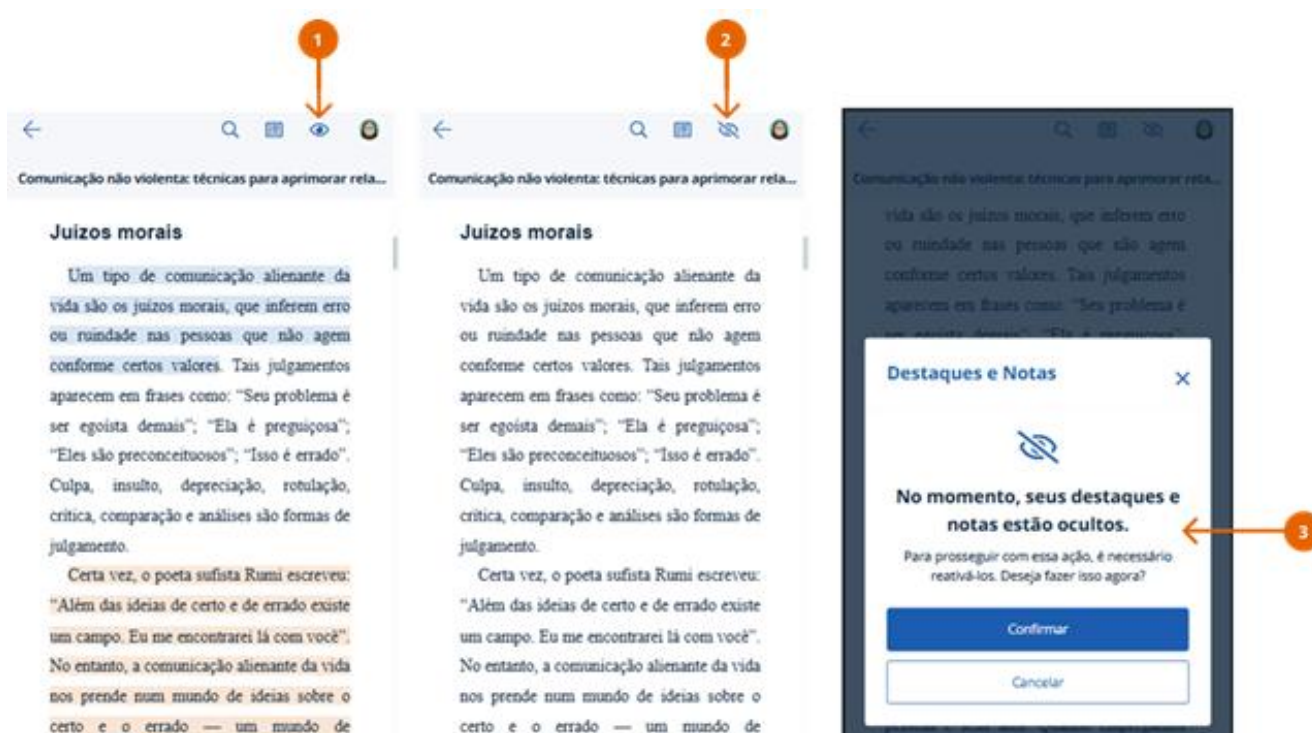 1
2
Comunicação não violenta: técnicas para aprimorar rela...
Juízos morais
Um tipo de comunicação alienante da
vida são os juízos morais, que inferem erro
ou ruindade nas pessoas que não agem
conforme certos valores. Tais julgamentos
aparecem em frases como: “Seu problema é
ser egoísta demais”; “Ela é preguiçosa”;
“Eles são preconceituosos”; “Isso é errado”.
Culpa, insulto, depreciação, rotulação,
crítica, comparação e análises são formas de
julgamento.
Certa vez, o poeta sufista Rumi escreveu:
“Além das ideias de certo e de errado existe
um campo. Eu me encontrarei lá com você”.
No entanto, a comunicação alienante da vida
nos prende num mundo de ideias sobre o
certo e o errado — um mundo de
Comunicação não violenta: técnicas para aprimorar rela...
Juízos morais
Um tipo de comunicação alienante da
vida são os juízos morais, que inferem erro
ou ruindade nas pessoas que não agem
conforme certos valores. Tais julgamentos
aparecem em frases como: “Seu problema é
ser egoísta demais”; “Ela é preguiçosa”;
“Eles são preconceituosos”; “Isso é errado”.
Culpa, insulto, depreciação, rotulação,
crítica, comparação e análises são formas de
julgamento.
Certa vez, o poeta sufista Rumi escreveu:
“Além das ideias de certo e de errado existe
um campo. Eu me encontrarei lá com você”.
No entanto, a comunicação alienante da vida
nos prende num mundo de ideias sobre o
certo e o errado — um mundo de
Comunicação não violenta: técnicas para aprimorar rela...
vida são os juízos morais, que inferem erro
ou ruindade nas pessoas que não agem
conforme certos valores. Tais julgamentos
aparecem em frases como: “Seu problema é
ser egoísta demais”; “Ela é preguiçosa”;
Destaques e Notas
No momento, seus destaques e
notas estão ocultos.
3
Para prosseguir com essa ação, é necessário
reativá-los. Deseja fazer isso agora?
Confirmar
Cancelar